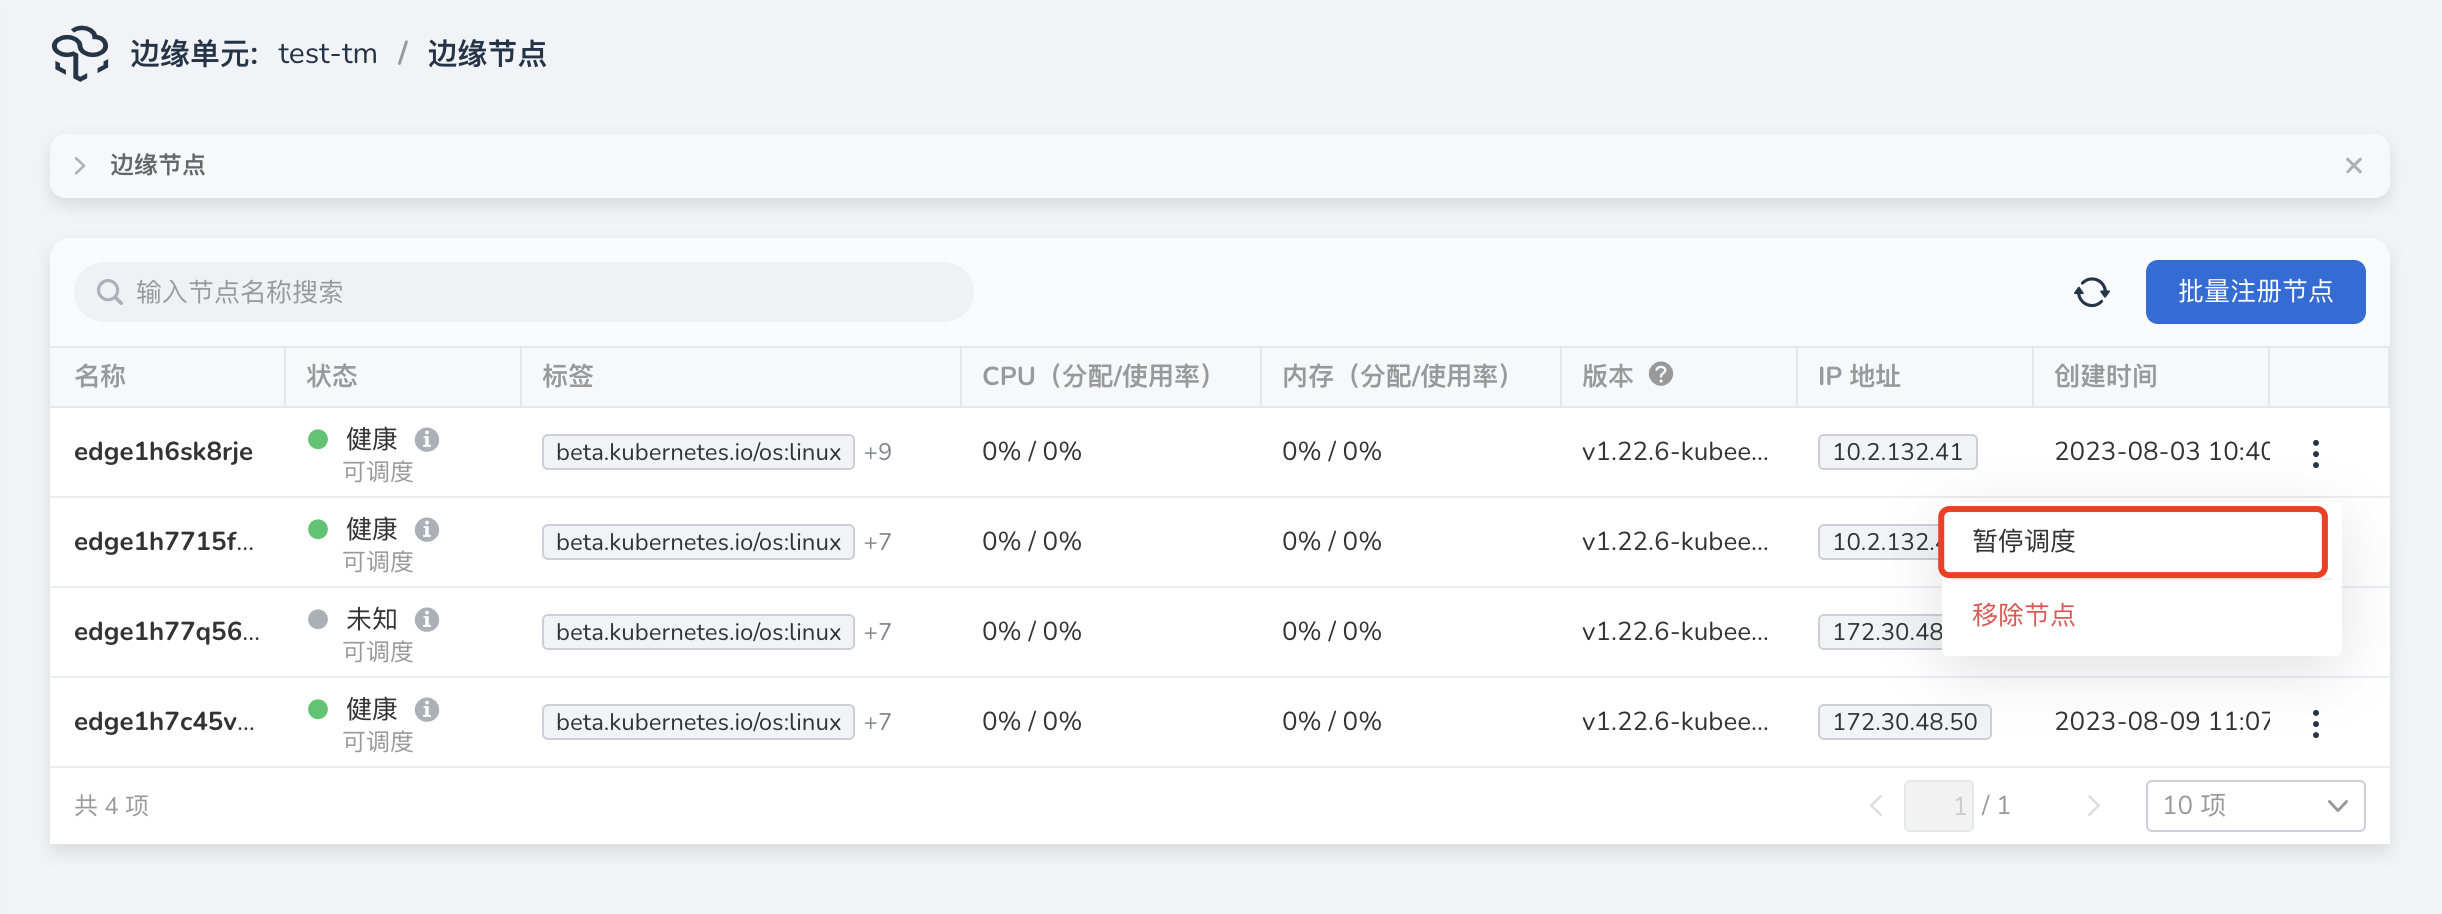 边缘单元: test-tm / 边缘节点
边缘节点
输入节点名称搜索
批量注册节点
名称 状态 标签 CPU（分配/使用率） 内存（分配/使用率） 版本 IP 地址 创建时间
edge1h6sk8rje 健康 beta.kubernetes.io/os:linux +9 0% / 0% 0% / 0% v1.22.6-kubee... 10.2.132.41 2023-08-03 10:40
可调度
edge1h7715f... 健康 beta.kubernetes.io/os:linux +7 0% / 0% 0% / 0% v1.22.6-kubee... 10.2.132.
可调度
暂停调度
edge1h77q56... 未知 beta.kubernetes.io/os:linux +7 0% / 0% 0% / 0% v1.22.6-kubee... 172.30.48
可调度
移除节点
edge1h7c45v... 健康 beta.kubernetes.io/os:linux +7 0% / 0% 0% / 0% v1.22.6-kubee... 172.30.48.50 2023-08-09 11:07
可调度
共 4 项 1 / 1 10 项